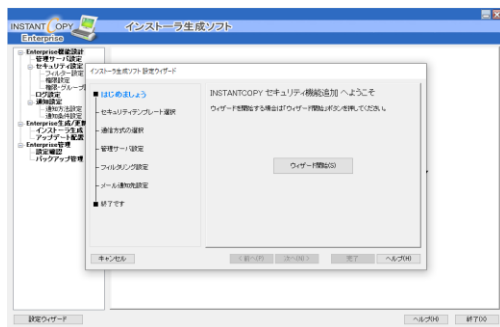 INSTANT COPY
Enterprise
インストーラ生成ソフト
Enterprise機能設計
管理サーバ設定
セキュリティ設定
フィルター設定
権限設定
権限・グループ
ログ設定
通知設定
通知方法設定
通知条件設定
Enterprise生成/更新
インストーラ生成
アップデート配置
Enterprise管理
設定確認
バックアップ管理
インストーラ生成ソフト 設定ウィザード
はじめましょう
セキュリティテンプレート選択
通信方式の選択
管理サーバ設定
フィルタリング設定
メール通知先設定
終了です
INSTANTCOPY セキュリティ機能追加 へようこそ
ウィザードを開始する場合は「ウィザード開始」ボタンを押してください。
ウィザード開始(S)
キャンセル
< 前へ(P)
次へ(N) >
完了
ヘルプ(H)
設定ウィザード
ヘルプ(H)
終了(X)